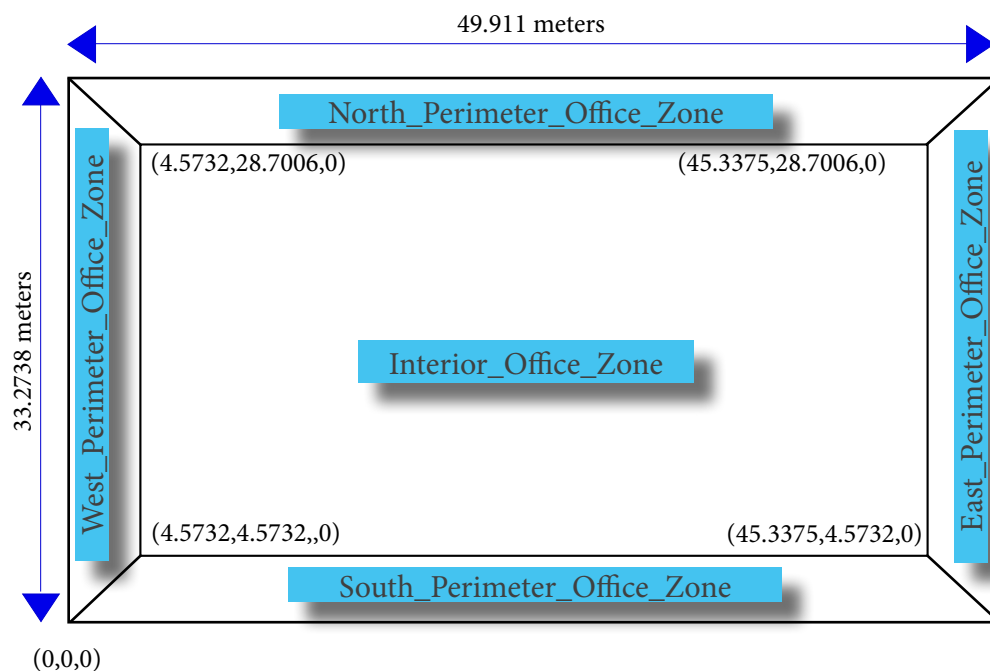 49.911 meters
North_Perimeter_Office_Zone
(4.5732,28.7006,0)
(45.3375,28.7006,0)
33.2738 meters
West_Perimeter_Office_Zone
East_Perimeter_Office_Zone
Interior_Office_Zone
(4.5732,4.5732,,0)
(45.3375,4.5732,0)
South_Perimeter_Office_Zone
(0,0,0)